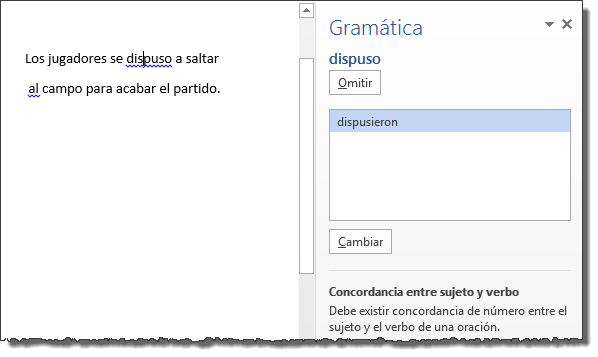 Los jugadores se dispuso a saltar
al campo para acabar el partido.
Gramática
dispuso
Omitir
dispusieron
Cambiar
Concordancia entre sujeto y verbo
Debe existir concordancia de número entre el
sujeto y el verbo de una oración.